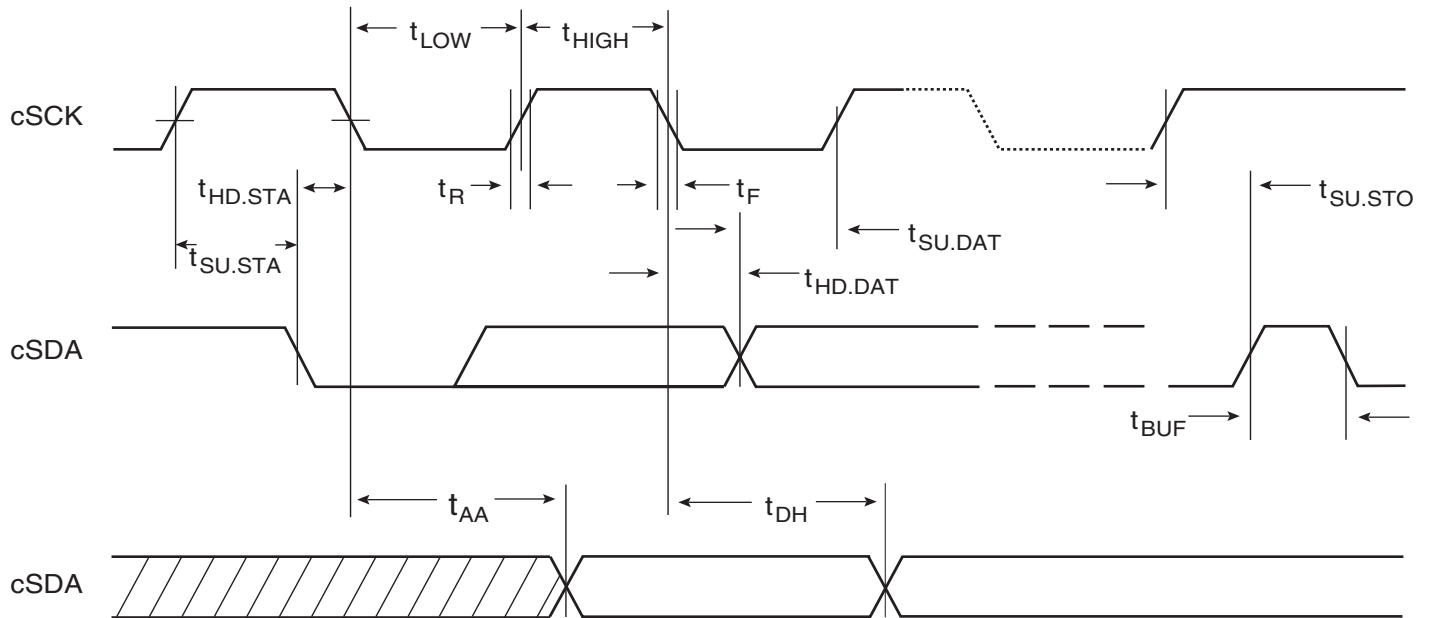 tLOW
tHIGH
cSCK
tHD.STA
tR
tF
tSU.STO
tSU.DAT
tSU.STA
tHD.DAT
cSDA
tBUF
tAA
tDH
cSDA